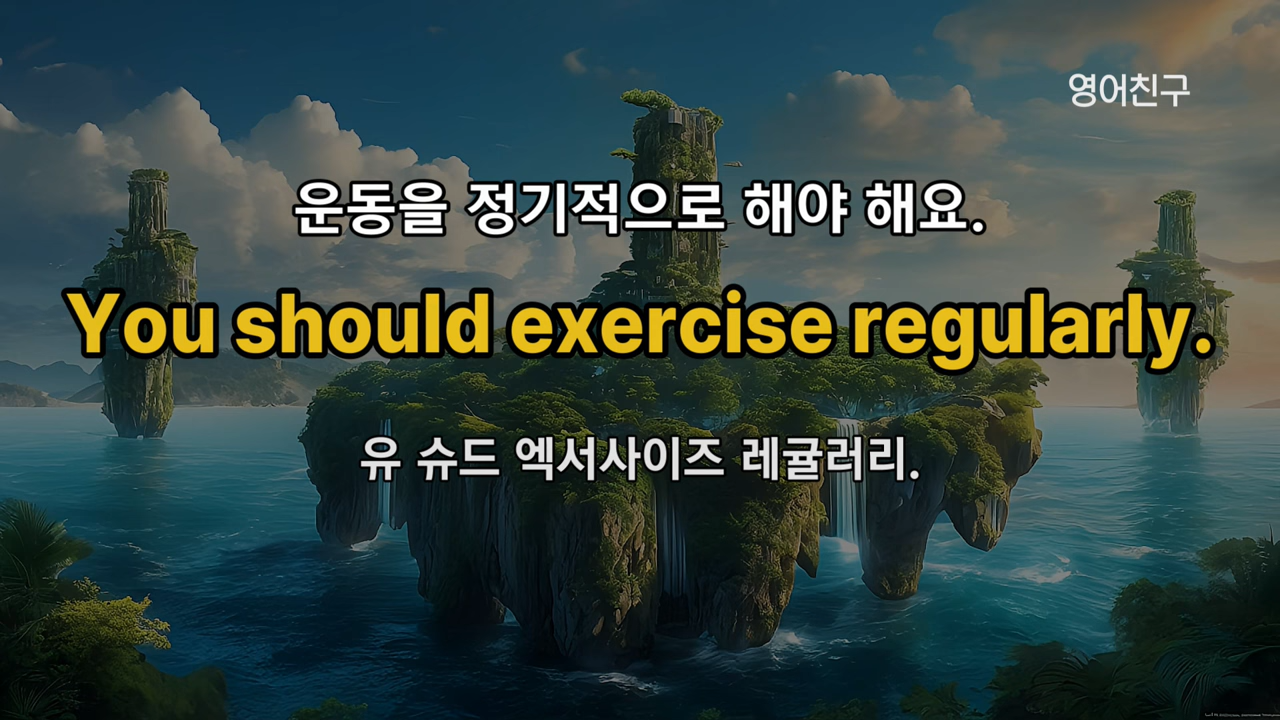 영어친구
운동을 정기적으로 해야 해요.
You should exercise regularly.
유 슈드 엑서사이즈 레귤러리.